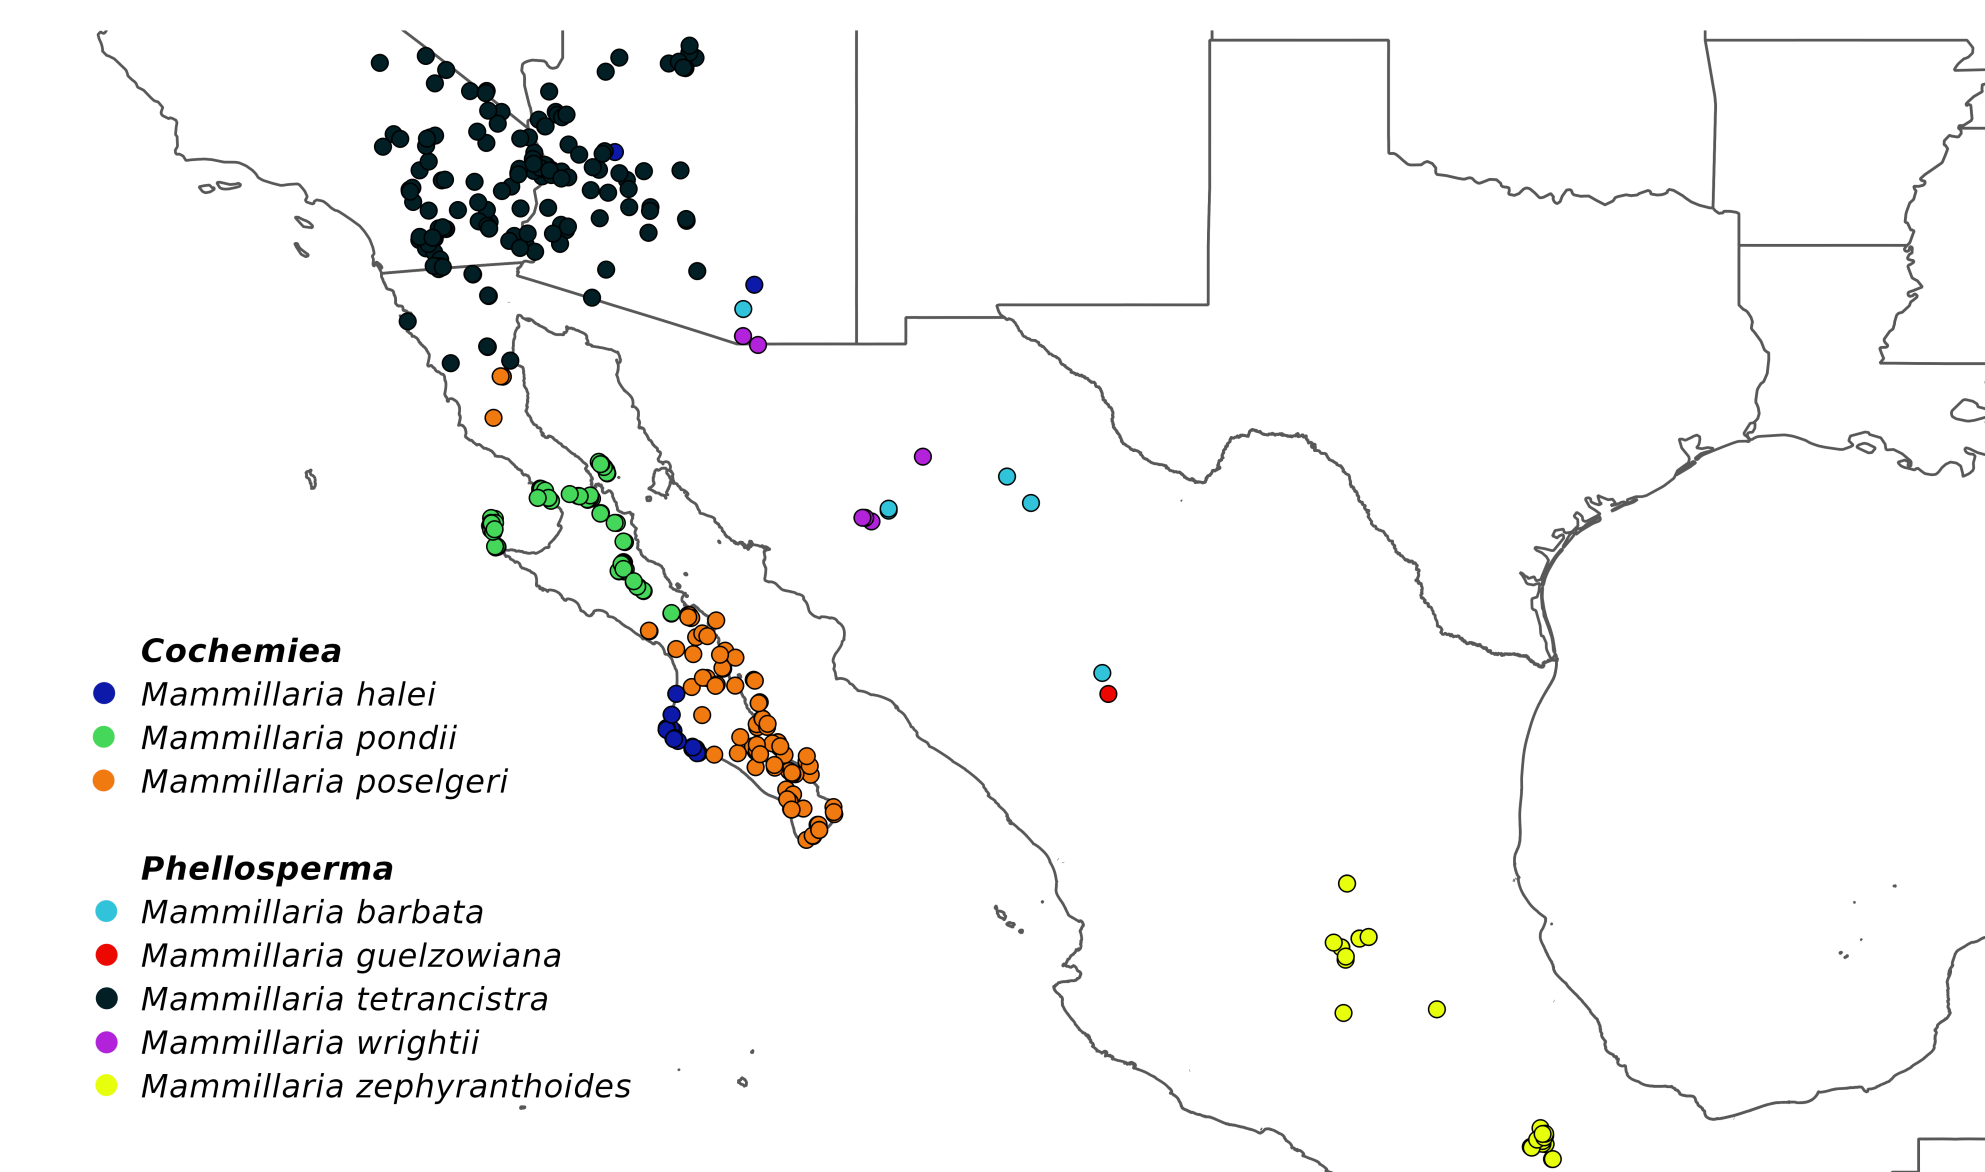 Cochemiea
Mammillaria halei
Mammillaria pondii
Mammillaria poselgeri
Phellosperma
Mammillaria barbata
Mammillaria guelzowiana
Mammillaria tetrancistra
Mammillaria wrightii
Mammillaria zephyranthoides